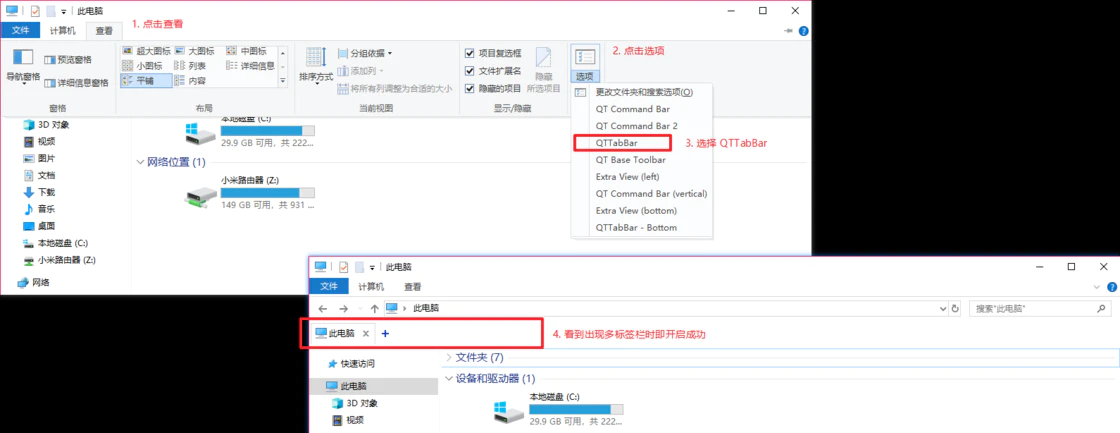 此电脑
文件 计算机 查看
1. 点击查看
导航窗格
预览窗格
详细信息窗格
窗格
超大图标 大图标 中图标
小图标 列表 详细信息
平铺 内容
布局
排序方式
分组依据
添加列
将所有列调整为合适的大小
当前视图
项目复选框
文件扩展名
隐藏的项目
隐藏
所选项目
显示/隐藏
选项
2. 点击选项
更改文件夹和搜索选项(O)
QT Command Bar
QT Command Bar 2
QTTabBar
3. 选择 QTTabBar
QT Base Toolbar
Extra View (left)
QT Command Bar (vertical)
Extra View (bottom)
QTTabBar - Bottom
3D 对象
视频
图片
文档
下载
音乐
桌面
本地磁盘 (C:)
小米路由器 (Z:)
网络
本地磁盘 (C:)
29.9 GB 可用，共 222...
网络位置 (1)
小米路由器 (Z:)
149 GB 可用，共 931 ...
此电脑
文件 计算机 查看
此电脑
搜索"此电脑"
此电脑
4. 看到出现多标签栏时即开启成功
快速访问
此电脑
3D 对象
视频
文件夹 (7)
设备和驱动器 (1)
本地磁盘 (C:)
29.9 GB 可用，共 222...